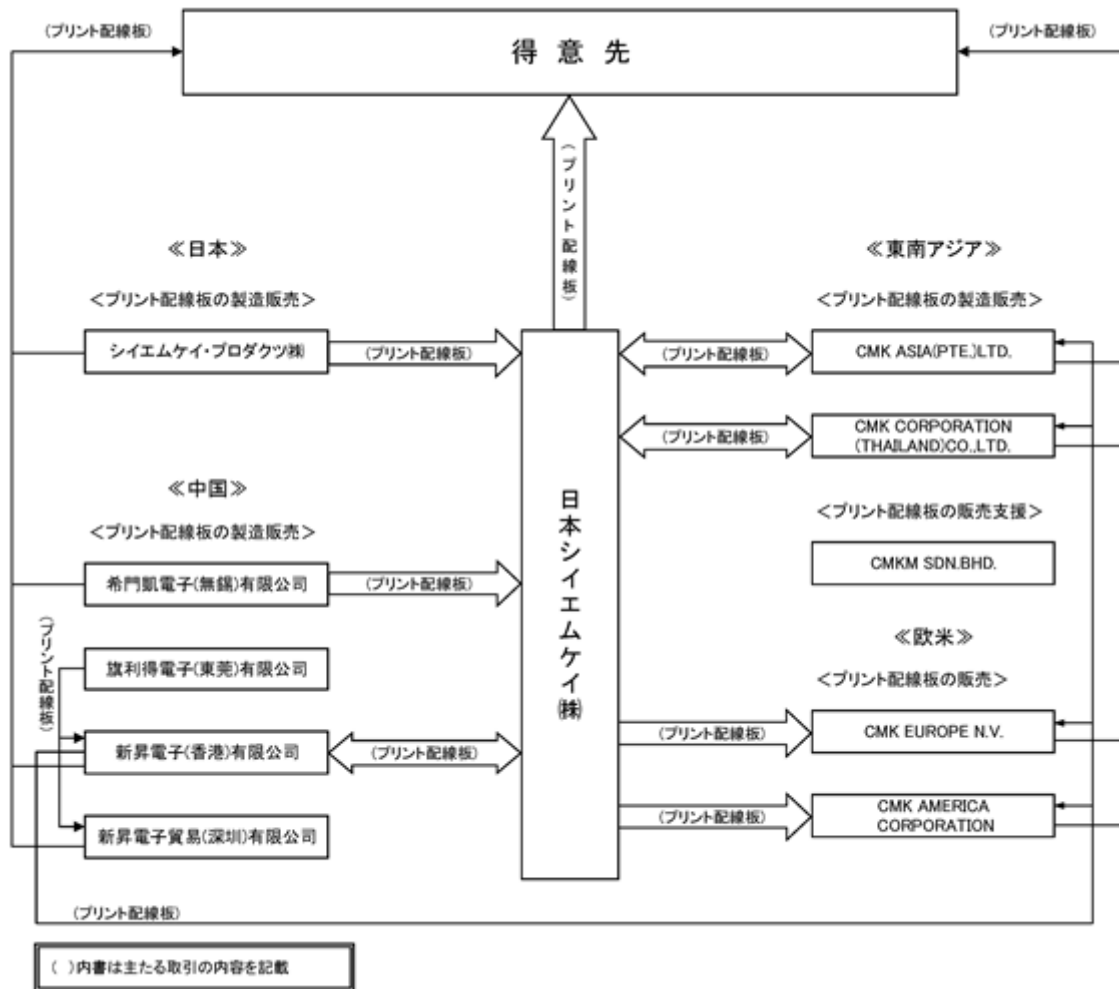 (プリント配線板)
(プリント配線板)
得意先
(プリント配線板)
≪日本≫
≪東南アジア≫
<プリント配線板の製造販売>
<プリント配線板の製造販売>
シイエムケイ・プロダクツ㈱
(プリント配線板)
(プリント配線板)
CMK ASIA(PTE.)LTD.
(プリント配線板)
CMK CORPORATION
(THAILAND)CO.,LTD.
≪中国≫
<プリント配線板の製造販売>
<プリント配線板の販売支援>
希門凱電子(無錫)有限公司
(プリント配線板)
CMKM SDN.BHD.
日本シイエムケイ㈱
(プリント配線板)
旗利得電子(東莞)有限公司
≪欧米≫
<プリント配線板の販売>
新昇電子(香港)有限公司
(プリント配線板)
(プリント配線板)
CMK EUROPE N.V.
新昇電子貿易(深圳)有限公司
(プリント配線板)
CMK AMERICA
CORPORATION
(プリント配線板)
( )内書は主たる取引の内容を記載